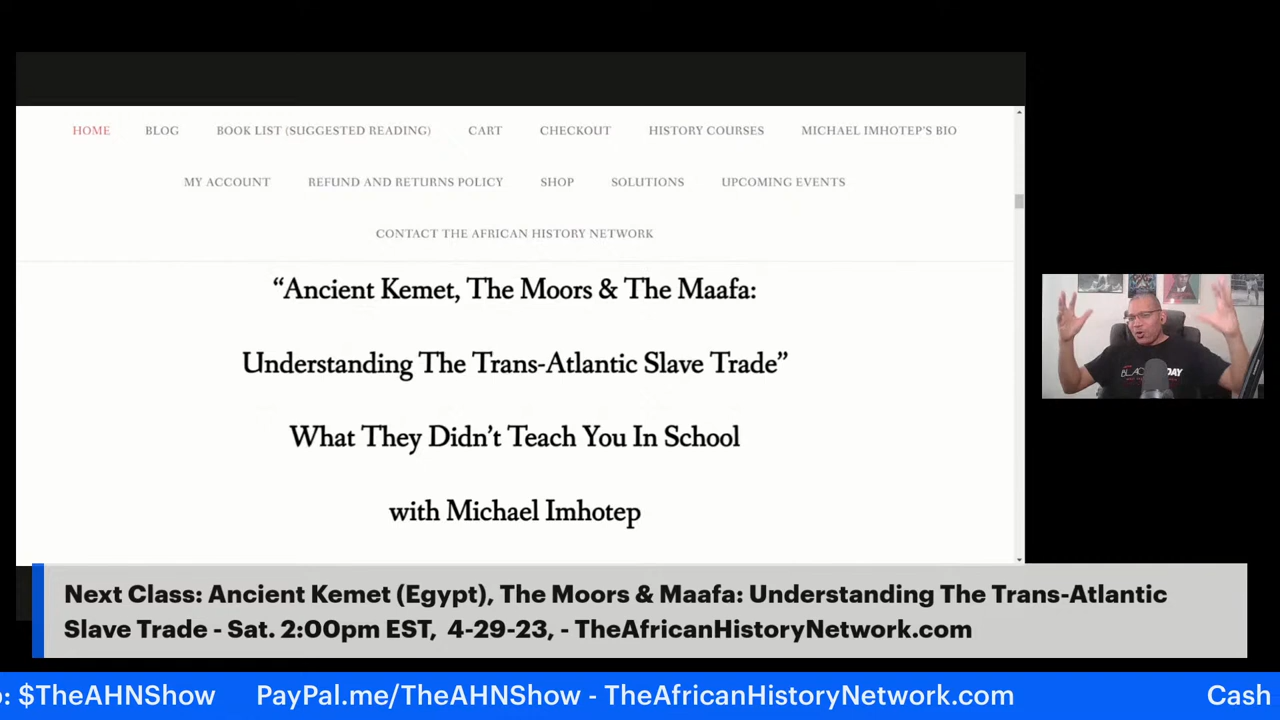 HOME BLOG BOOK LIST (SUGGESTED READING) CART CHECKOUT HISTORY COURSES MICHAEL IMHOTEP'S BIO
MY ACCOUNT REFUND AND RETURNS POLICY SHOP SOLUTIONS UPCOMING EVENTS
CONTACT THE AFRICAN HISTORY NETWORK
“Ancient Kemet, The Moors & The Maafa:
Understanding The Trans-Atlantic Slave Trade”
What They Didn’t Teach You In School
with Michael Imhotep
Next Class: Ancient Kemet (Egypt), The Moors & Maafa: Understanding The Trans-Atlantic
Slave Trade - Sat. 2:00pm EST, 4-29-23, - TheAfricanHistoryNetwork.com
: $TheAHNShow PayPal.me/TheAHNShow - TheAfricanHistoryNetwork.com Cash